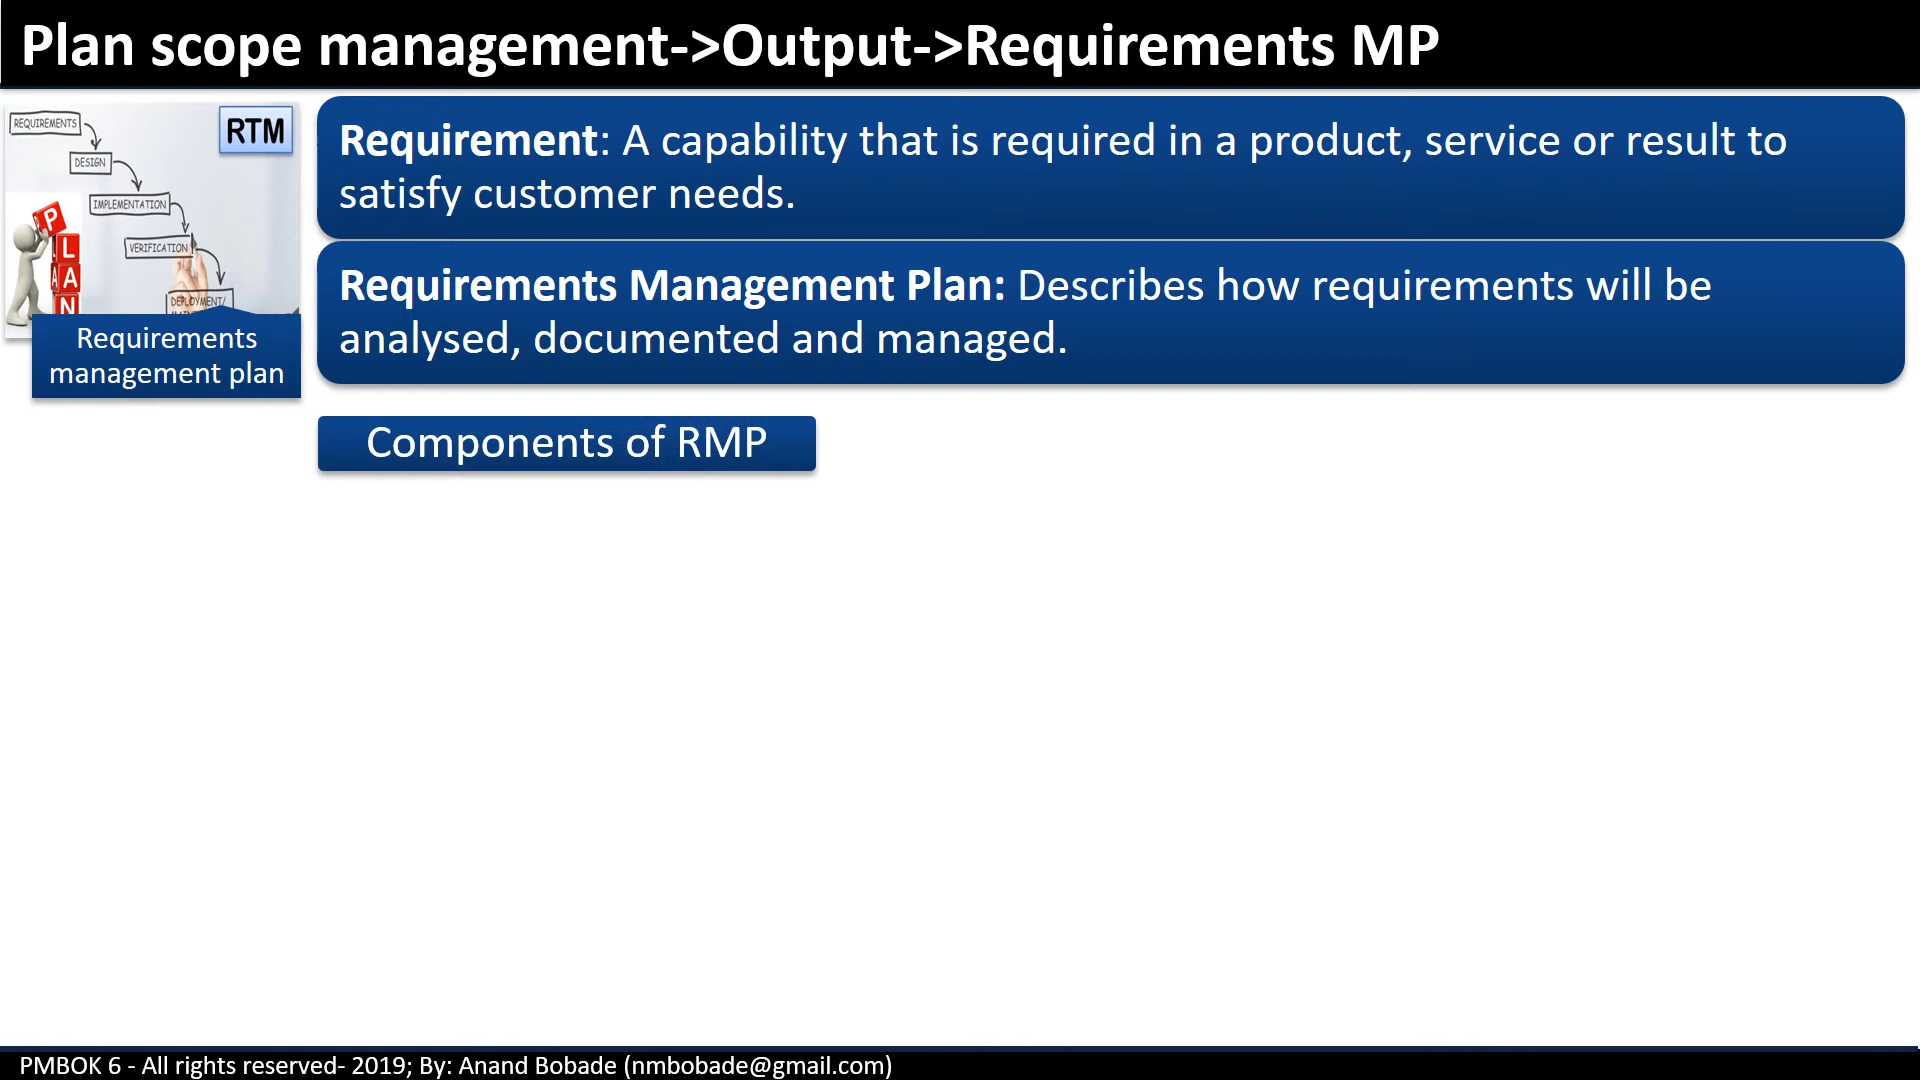 Plan scope management->Output->Requirements MP
REQUIREMENTS
DESIGN
IMPLEMENTATION
VERIFICATION
DEPLOYMENT/
RTM
P
L
A A
N
Requirements
management plan
Requirement: A capability that is required in a product, service or result to
satisfy customer needs.
Requirements Management Plan: Describes how requirements will be
analysed, documented and managed.
Components of RMP
PMBOK 6 - All rights reserved- 2019; By: Anand Bobade (nmbobade@gmail.com)